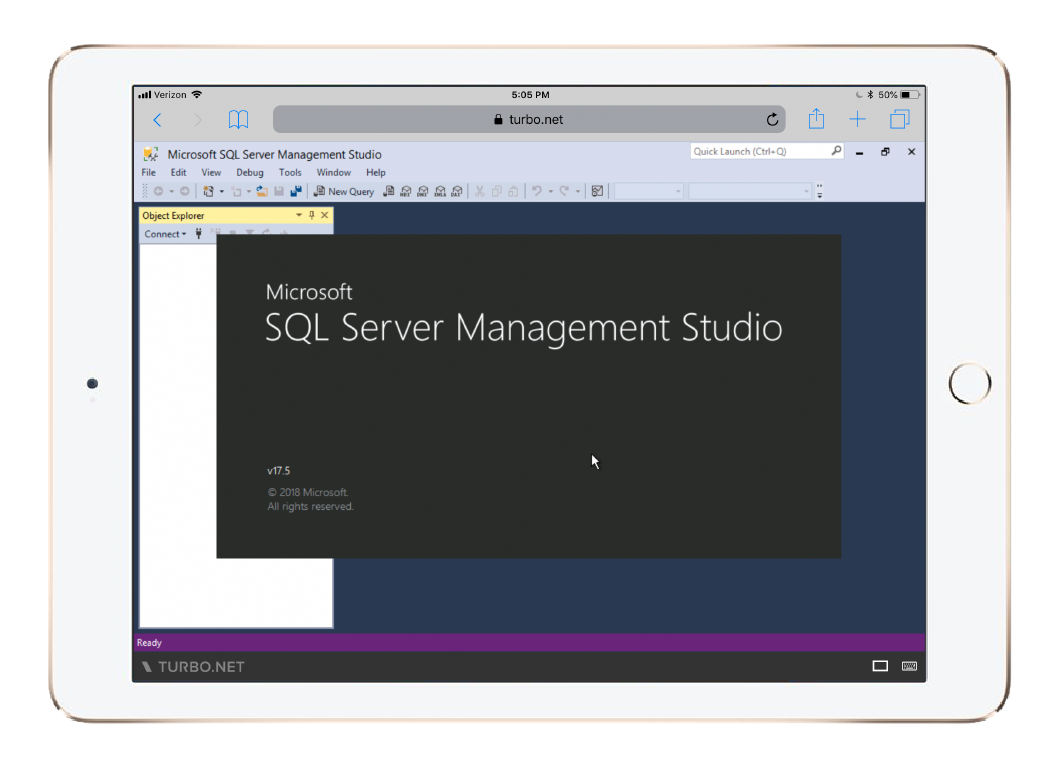 Verizon 5:05 PM 50%
turbo.net
Microsoft SQL Server Management Studio Quick Launch (Ctrl+Q)
File Edit View Debug Tools Window Help
New Query
Object Explorer
Connect
Microsoft
SQL Server Management Studio
v17.5
© 2018 Microsoft.
All rights reserved.
Ready
TURBO.NET